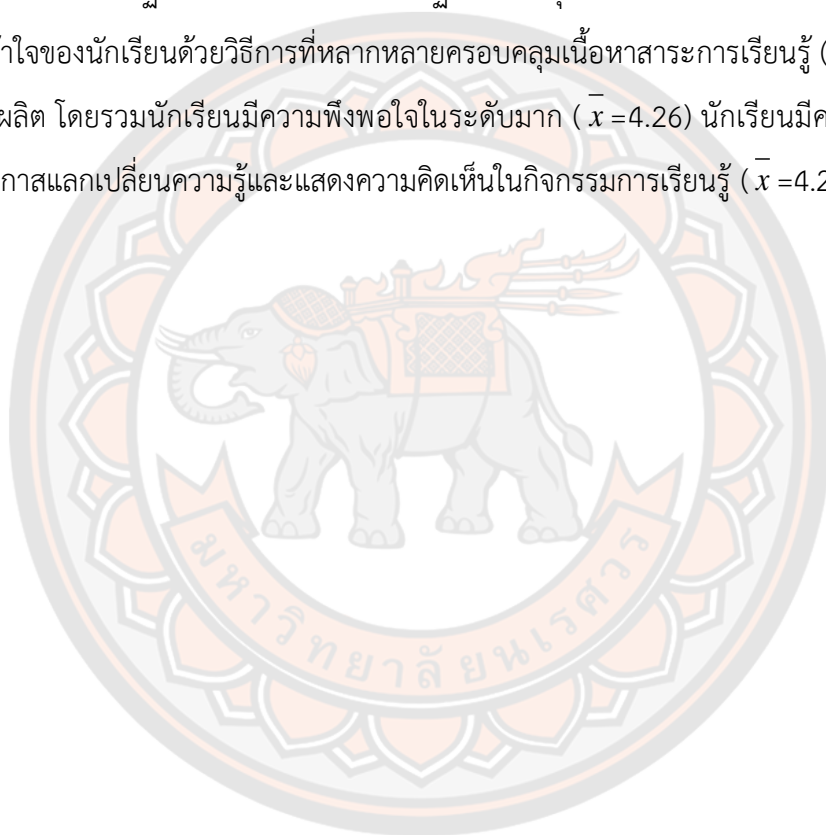 ใจของนักเรียนด้วยวิธีการที่หลากหลายครอบคลุมเนื้อหาสาระการเรียนรู้ (
ผลิต โดยรวมนักเรียนมีความพึงพอใจในระดับมาก ( x̄ =4.26) นักเรียนมีค
กาสแลกเปลี่ยนความรู้และแสดงความคิดเห็นในกิจกรรมการเรียนรู้ ( x̄ =4.2
มหาวิทยาลัยนเรศวร